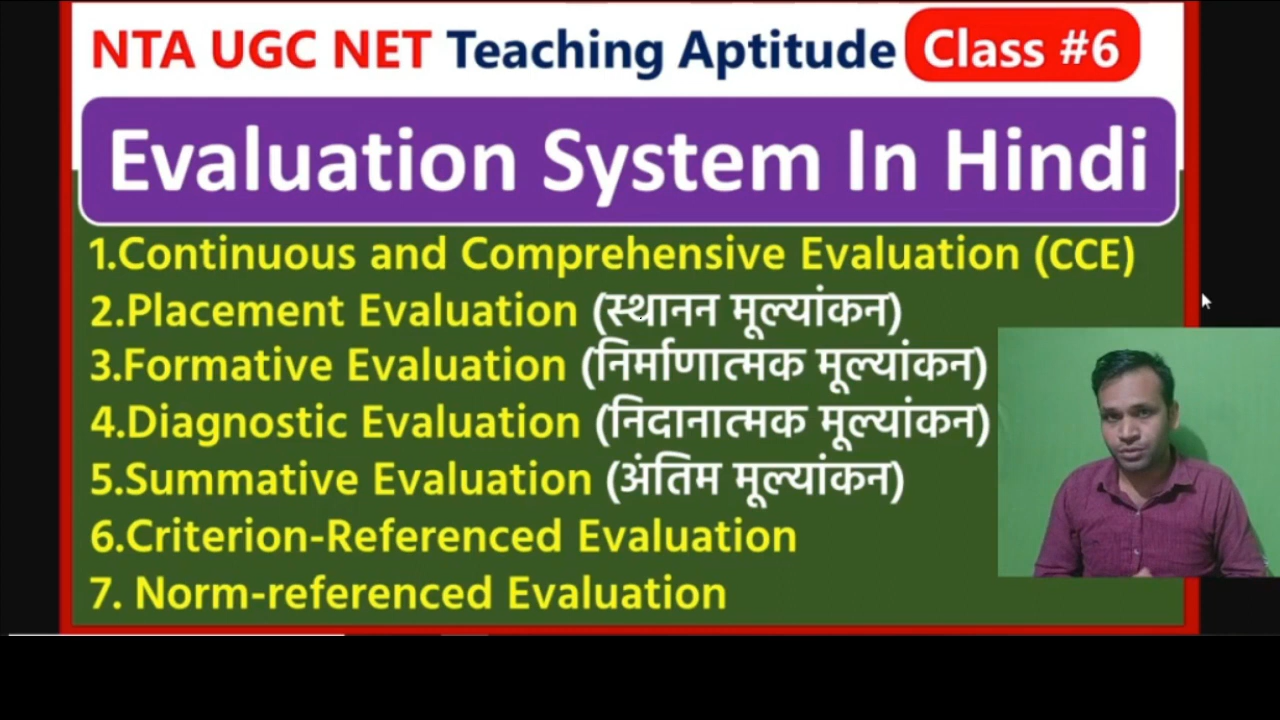 NTA UGC NET Teaching Aptitude Class #6
Evaluation System In Hindi
1.Continuous and Comprehensive Evaluation (CCE)
2.Placement Evaluation (स्थानन मूल्यांकन)
3.Formative Evaluation (निर्माणात्मक मूल्यांकन)
4.Diagnostic Evaluation (निदानात्मक मूल्यांकन)
5.Summative Evaluation (अंतिम मूल्यांकन)
6.Criterion-Referenced Evaluation
7. Norm-referenced Evaluation